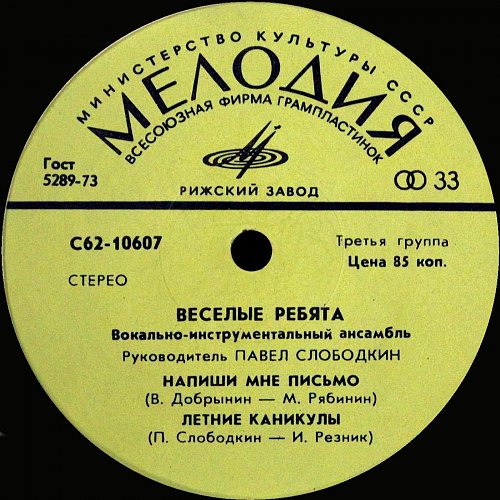 МИНИСТЕРСТВО КУЛЬТУРЫ СССР
МЕЛОДИЯ
ВСЕСОЮЗНАЯ ФИРМА ГРАМПЛАСТИНОК
Гост
5289-73
РИЖСКИЙ ЗАВОД
33
С62-10607
Третья группа
Цена 85 коп.
СТЕРЕО
ВЕСЕЛЫЕ РЕБЯТА
Вокально-инструментальный ансамбль
Руководитель ПАВЕЛ СЛОБОДКИН
НАПИШИ МНЕ ПИСЬМО
(В. Добрынин — М. Рябинин)
ЛЕТНИЕ КАНИКУЛЫ
(П. Слободкин — И. Резник)